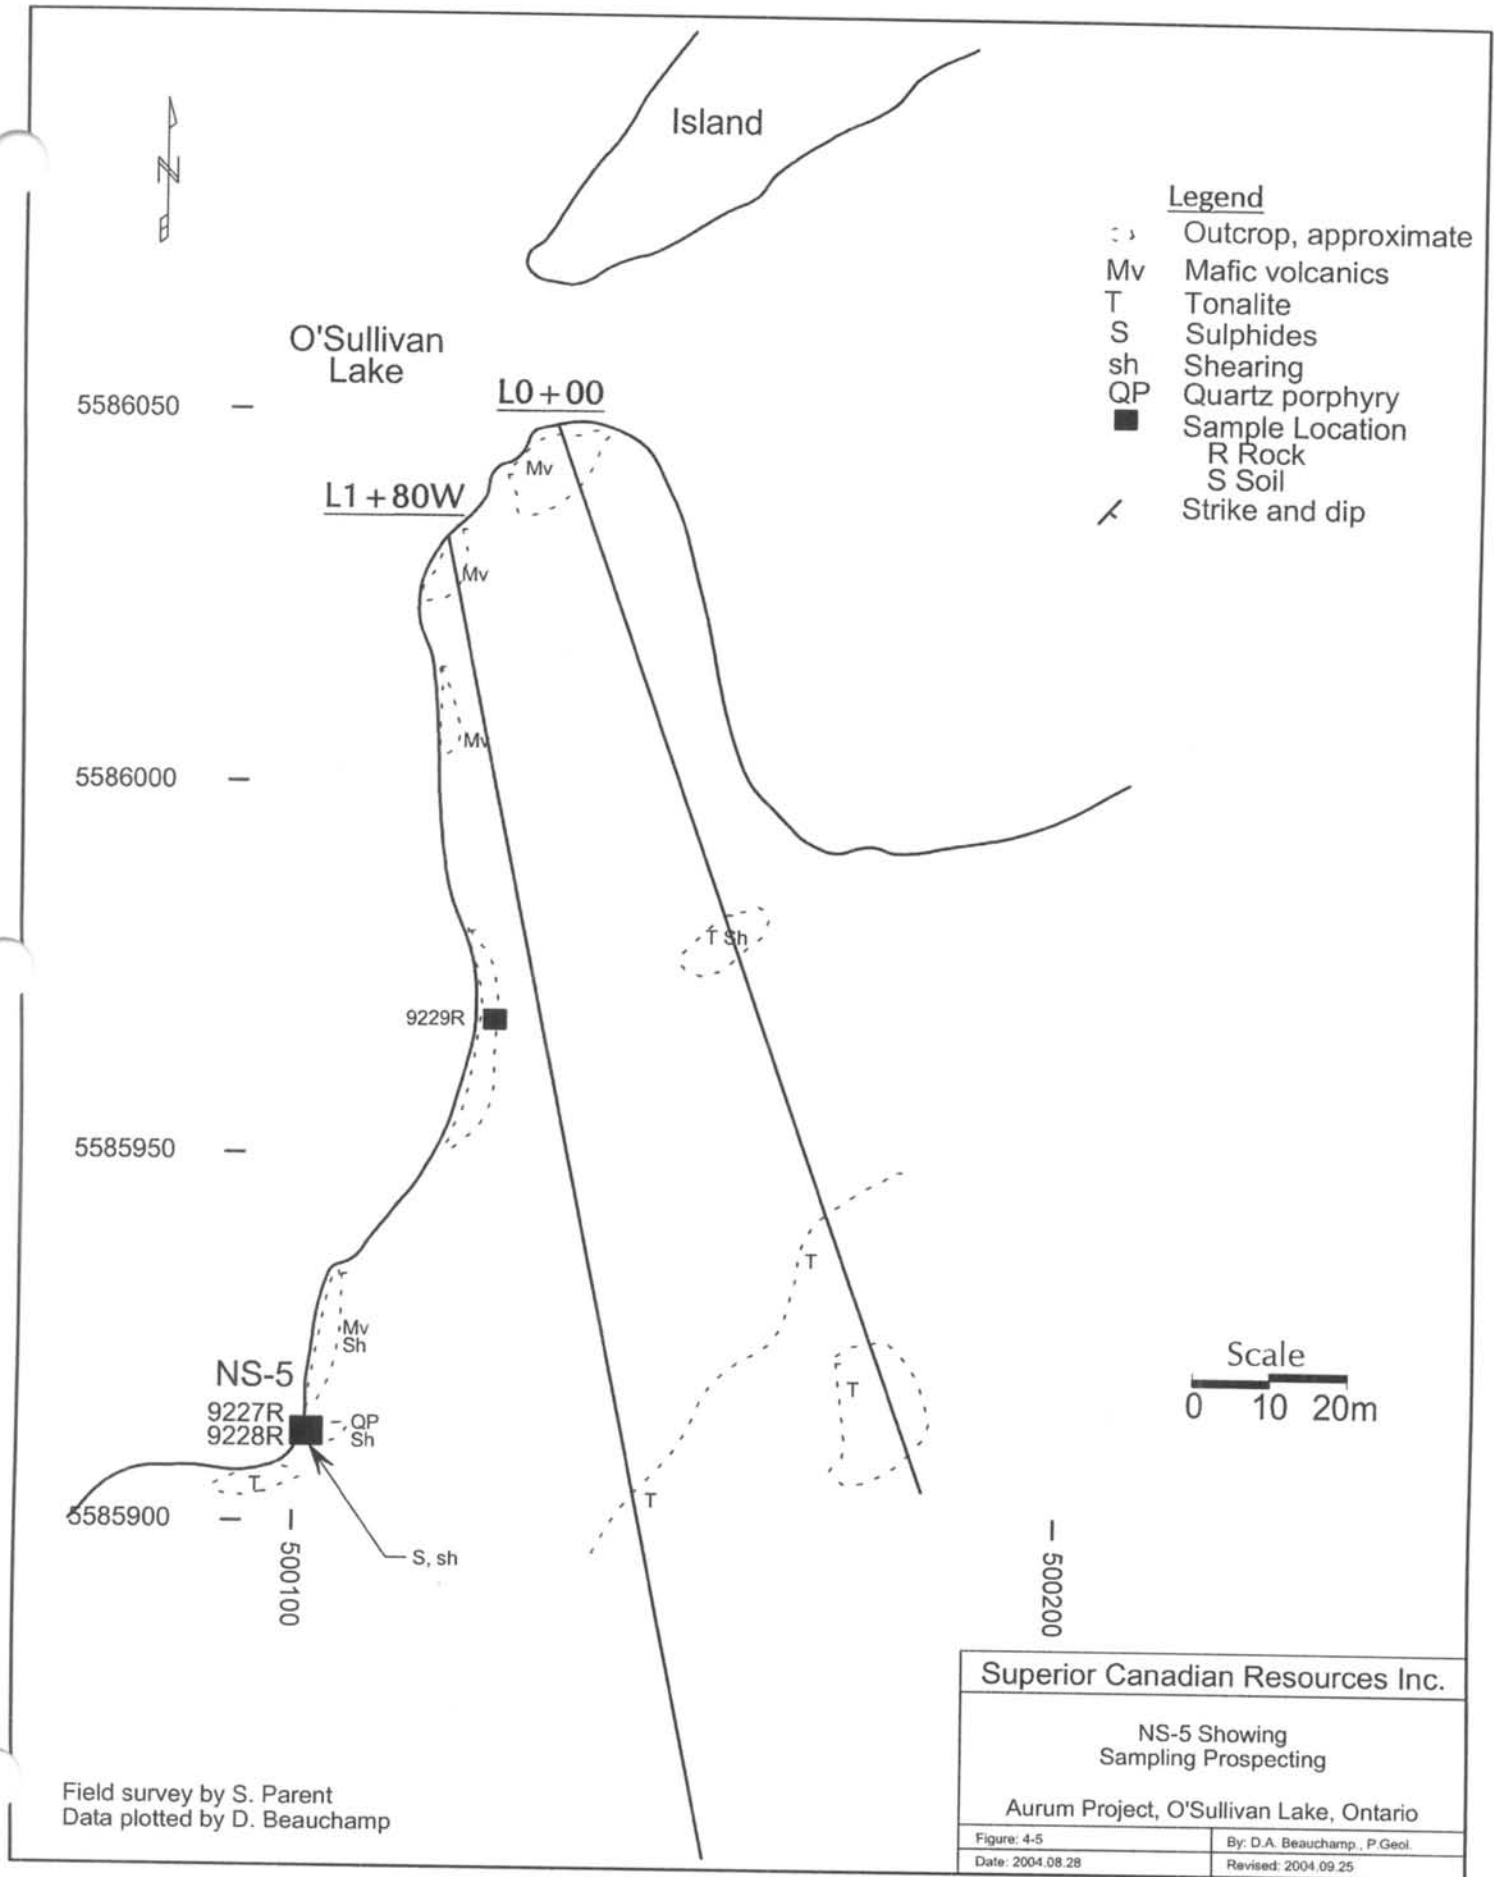 Island
N
Legend
Outcrop, approximate
Mv Mafic volcanics
T Tonalite
S Sulphides
sh Shearing
QP Quartz porphyry
Sample Location
R Rock
S Soil
Strike and dip
O'Sullivan
Lake
5586050
L0+00
Mv
L1+80W
Mv
Mv
5586000
T Sh
9229R
5585950
T
Mv
Sh
NS-5
9227R
9228R
QP
Sh
T
T
T
5585900
S, sh
500100
500200
Scale
0 10 20m
Superior Canadian Resources Inc.
NS-5 Showing
Sampling Prospecting
Aurum Project, O'Sullivan Lake, Ontario
Figure: 4-5
By: D.A. Beauchamp., P.Geol.
Date: 2004.08.28
Revised: 2004.09.25
Field survey by S. Parent
Data plotted by D. Beauchamp